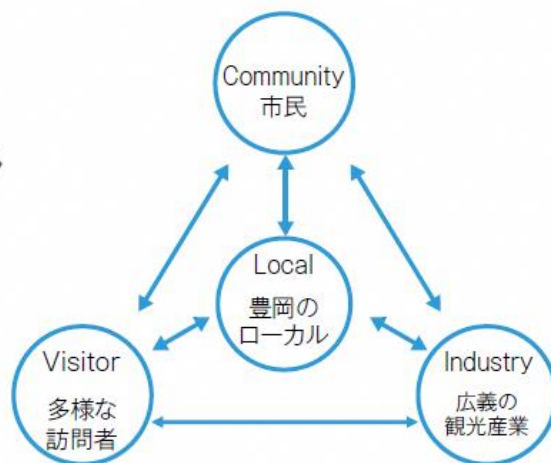 Community
市民
Local
豊岡の
ローカル
Visitor
多様な
訪問者
Industry
広義の
観光産業